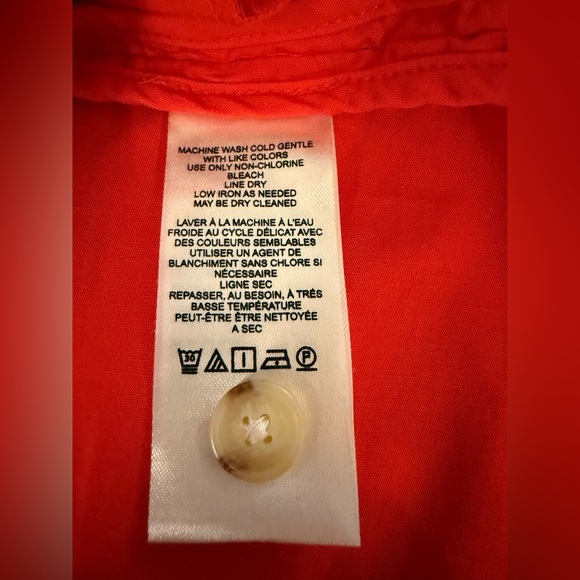 MACHINE WASH COLD GENTLE
WITH LIKE COLORS
USE ONLY NON-CHLORINE
BLEACH
LINE DRY
LOW IRON AS NEEDED
MAY BE DRY CLEANED
LAVER À LA MACHINE À L'EAU
FROIDE AU CYCLE DÉLICAT AVEC
DES COULEURS SEMBLABLES
UTILISER UN AGENT DE
BLANCHIMENT SANS CHLORE SI
NÉCESSAIRE
LIGNE SEC
REPASSER, AU BESOIN, À TRÉS
BASSE TEMPÉRATURE
PEUT-ÊTRE ÊTRE NETTOYÉE
A SEC
30 P